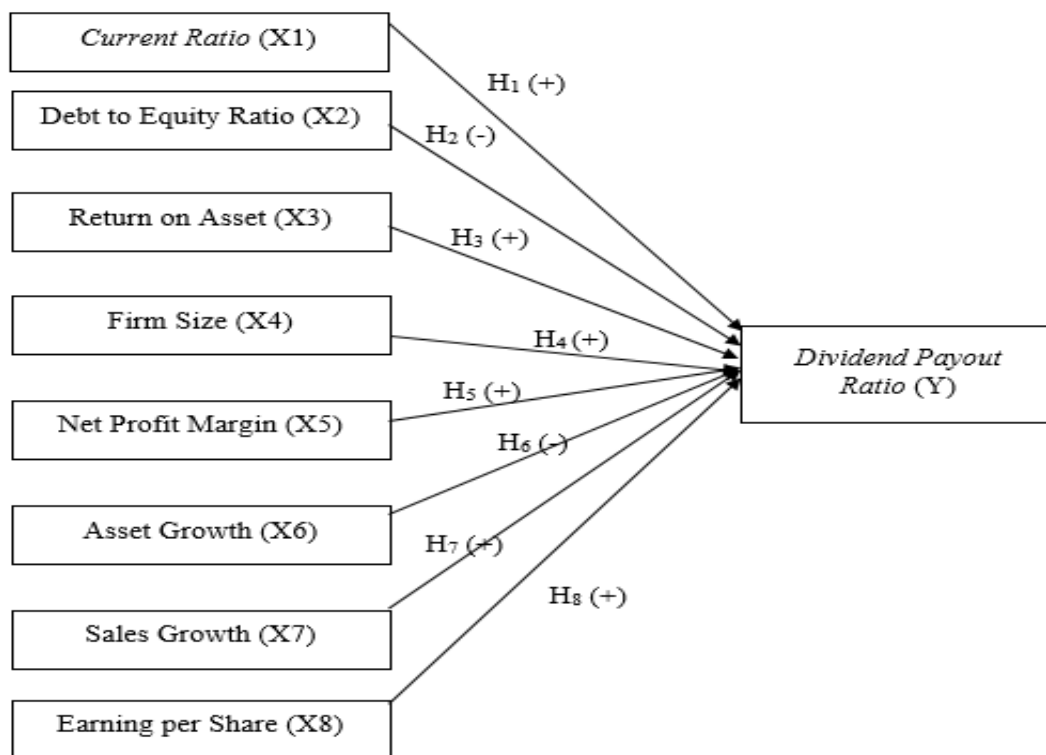 Current Ratio (X1)
H₁ (+)
Debt to Equity Ratio (X2)
H₂ (-)
Return on Asset (X3)
H₃ (+)
Firm Size (X4)
H₄ (+)
Dividend Payout
Ratio (Y)
Net Profit Margin (X5)
H₅ (+)
H₆ (-)
Asset Growth (X6)
H₇ (+)
H₈ (+)
Sales Growth (X7)
Earning per Share (X8)